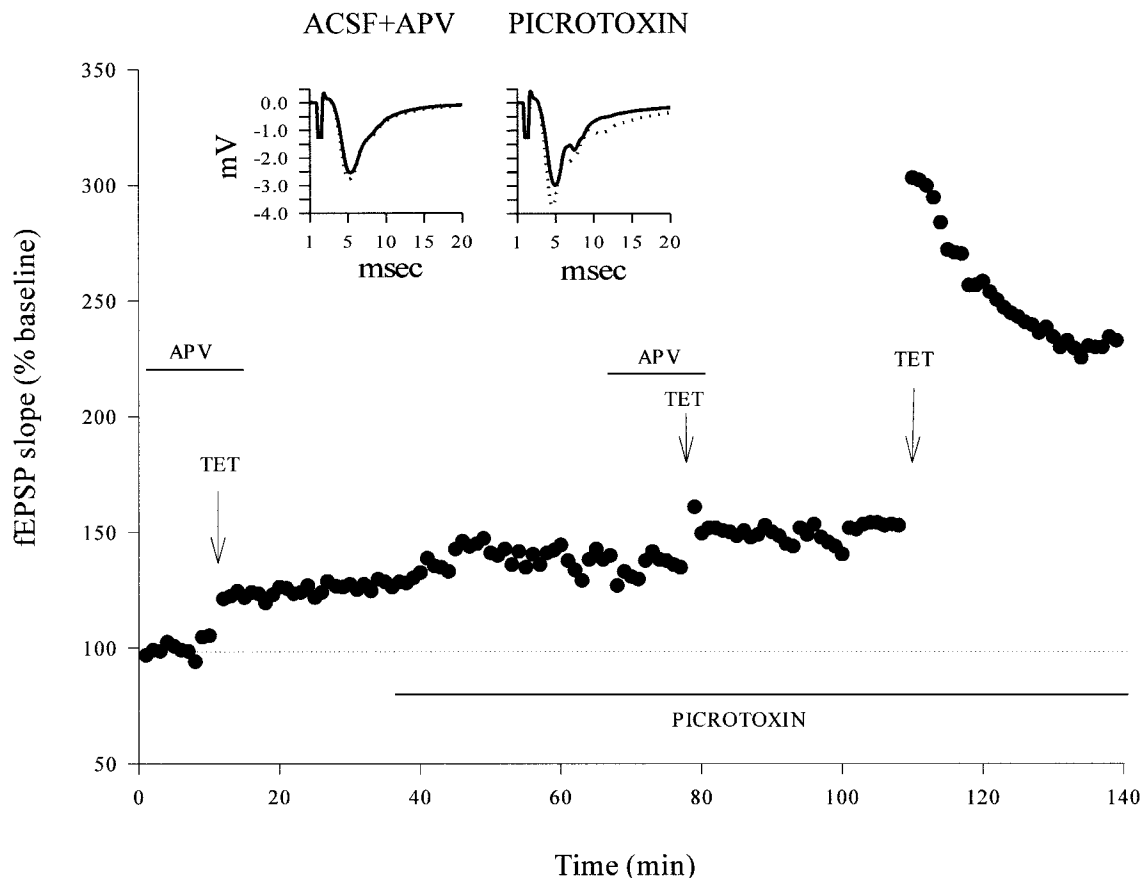 ACSF+APV PICROTOXIN
350
300
250
200
150
100
50
fEPSP slope (% baseline)
0.0
-1.0
-2.0
-3.0
-4.0
mV
1 5 10 15 20
msec
1 5 10 15 20
msec
APV
TET
APV
TET
TET
PICROTOXIN
0 20 40 60 80 100 120 140
Time (min)